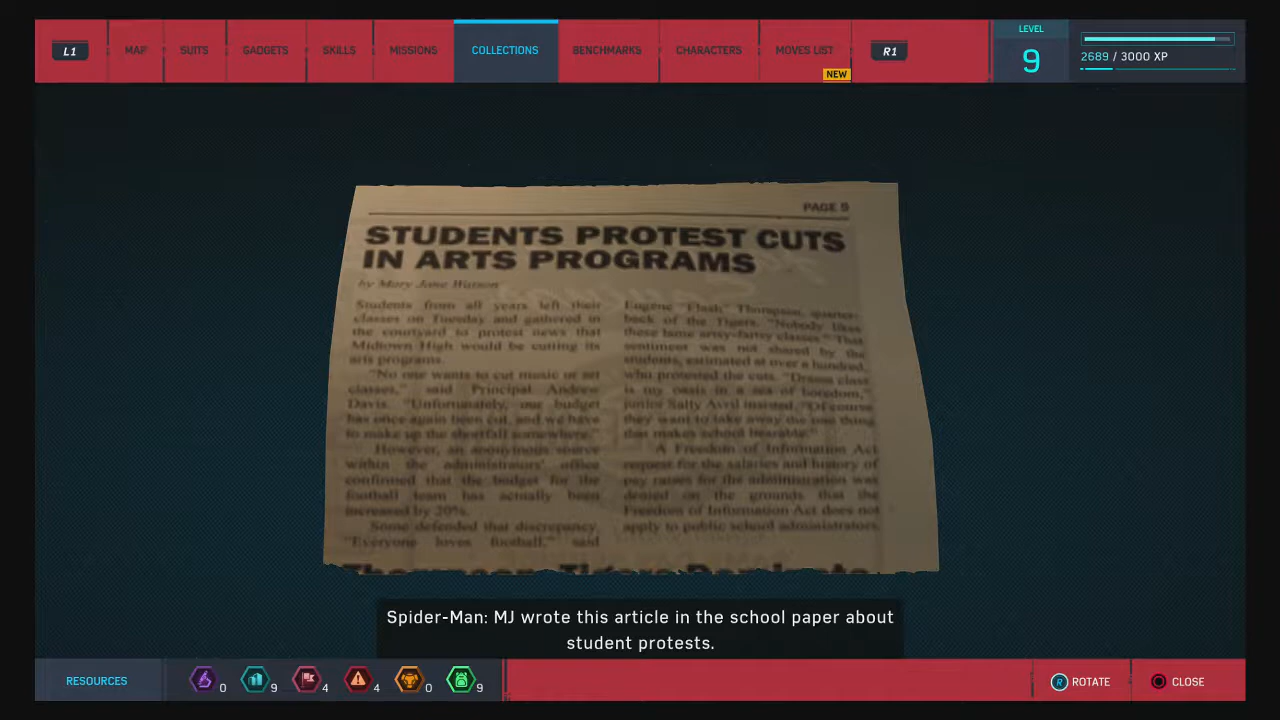 L1
MAP
SUITS
GADGETS
SKILLS
MISSIONS
COLLECTIONS
BENCHMARKS
CHARACTERS
MOVES LIST
NEW
R1
LEVEL
9
2689 / 3000 XP
PAGE 9
STUDENTS PROTEST CUTS
IN ARTS PROGRAMS
by Mary Jane Watson
Students from all years left their
classes on Tuesday and gathered in
the courtyard to protest news that
Midtown High would be cutting its
arts programs.
"No one wants to cut music or art
classes," said Principal Andrew
Davis. "Unfortunately, our budget
has once again been cut, and we have
to make up the shortfall somewhere."
However, an anonymous source
within the administrators' office
confirmed that the budget for the
football team has actually been
increased by 20%.
Some defended that discrepancy.
"Everyone loves football," said
Eugene "Flash" Thompson, quarter-
back of the Tigers. "Nobody likes
these lame artsy-fartsy classes." That
sentiment was not shared by the
students, estimated at over a hundred,
who protested the cuts. "Drama class
is my oasis in a sea of boredom,"
junior Sally Avril insisted. "Of course
they want to take away the one thing
that makes school bearable."
A Freedom of Information Act
request for the salaries and history of
pay raises for the administration was
denied on the grounds that the
Freedom of Information Act does not
apply to public school administrators.
Thompson, Tigers Dominate
Spider-Man: MJ wrote this article in the school paper about
student protests.
RESOURCES
0
9
4
4
0
9
R ROTATE
CLOSE